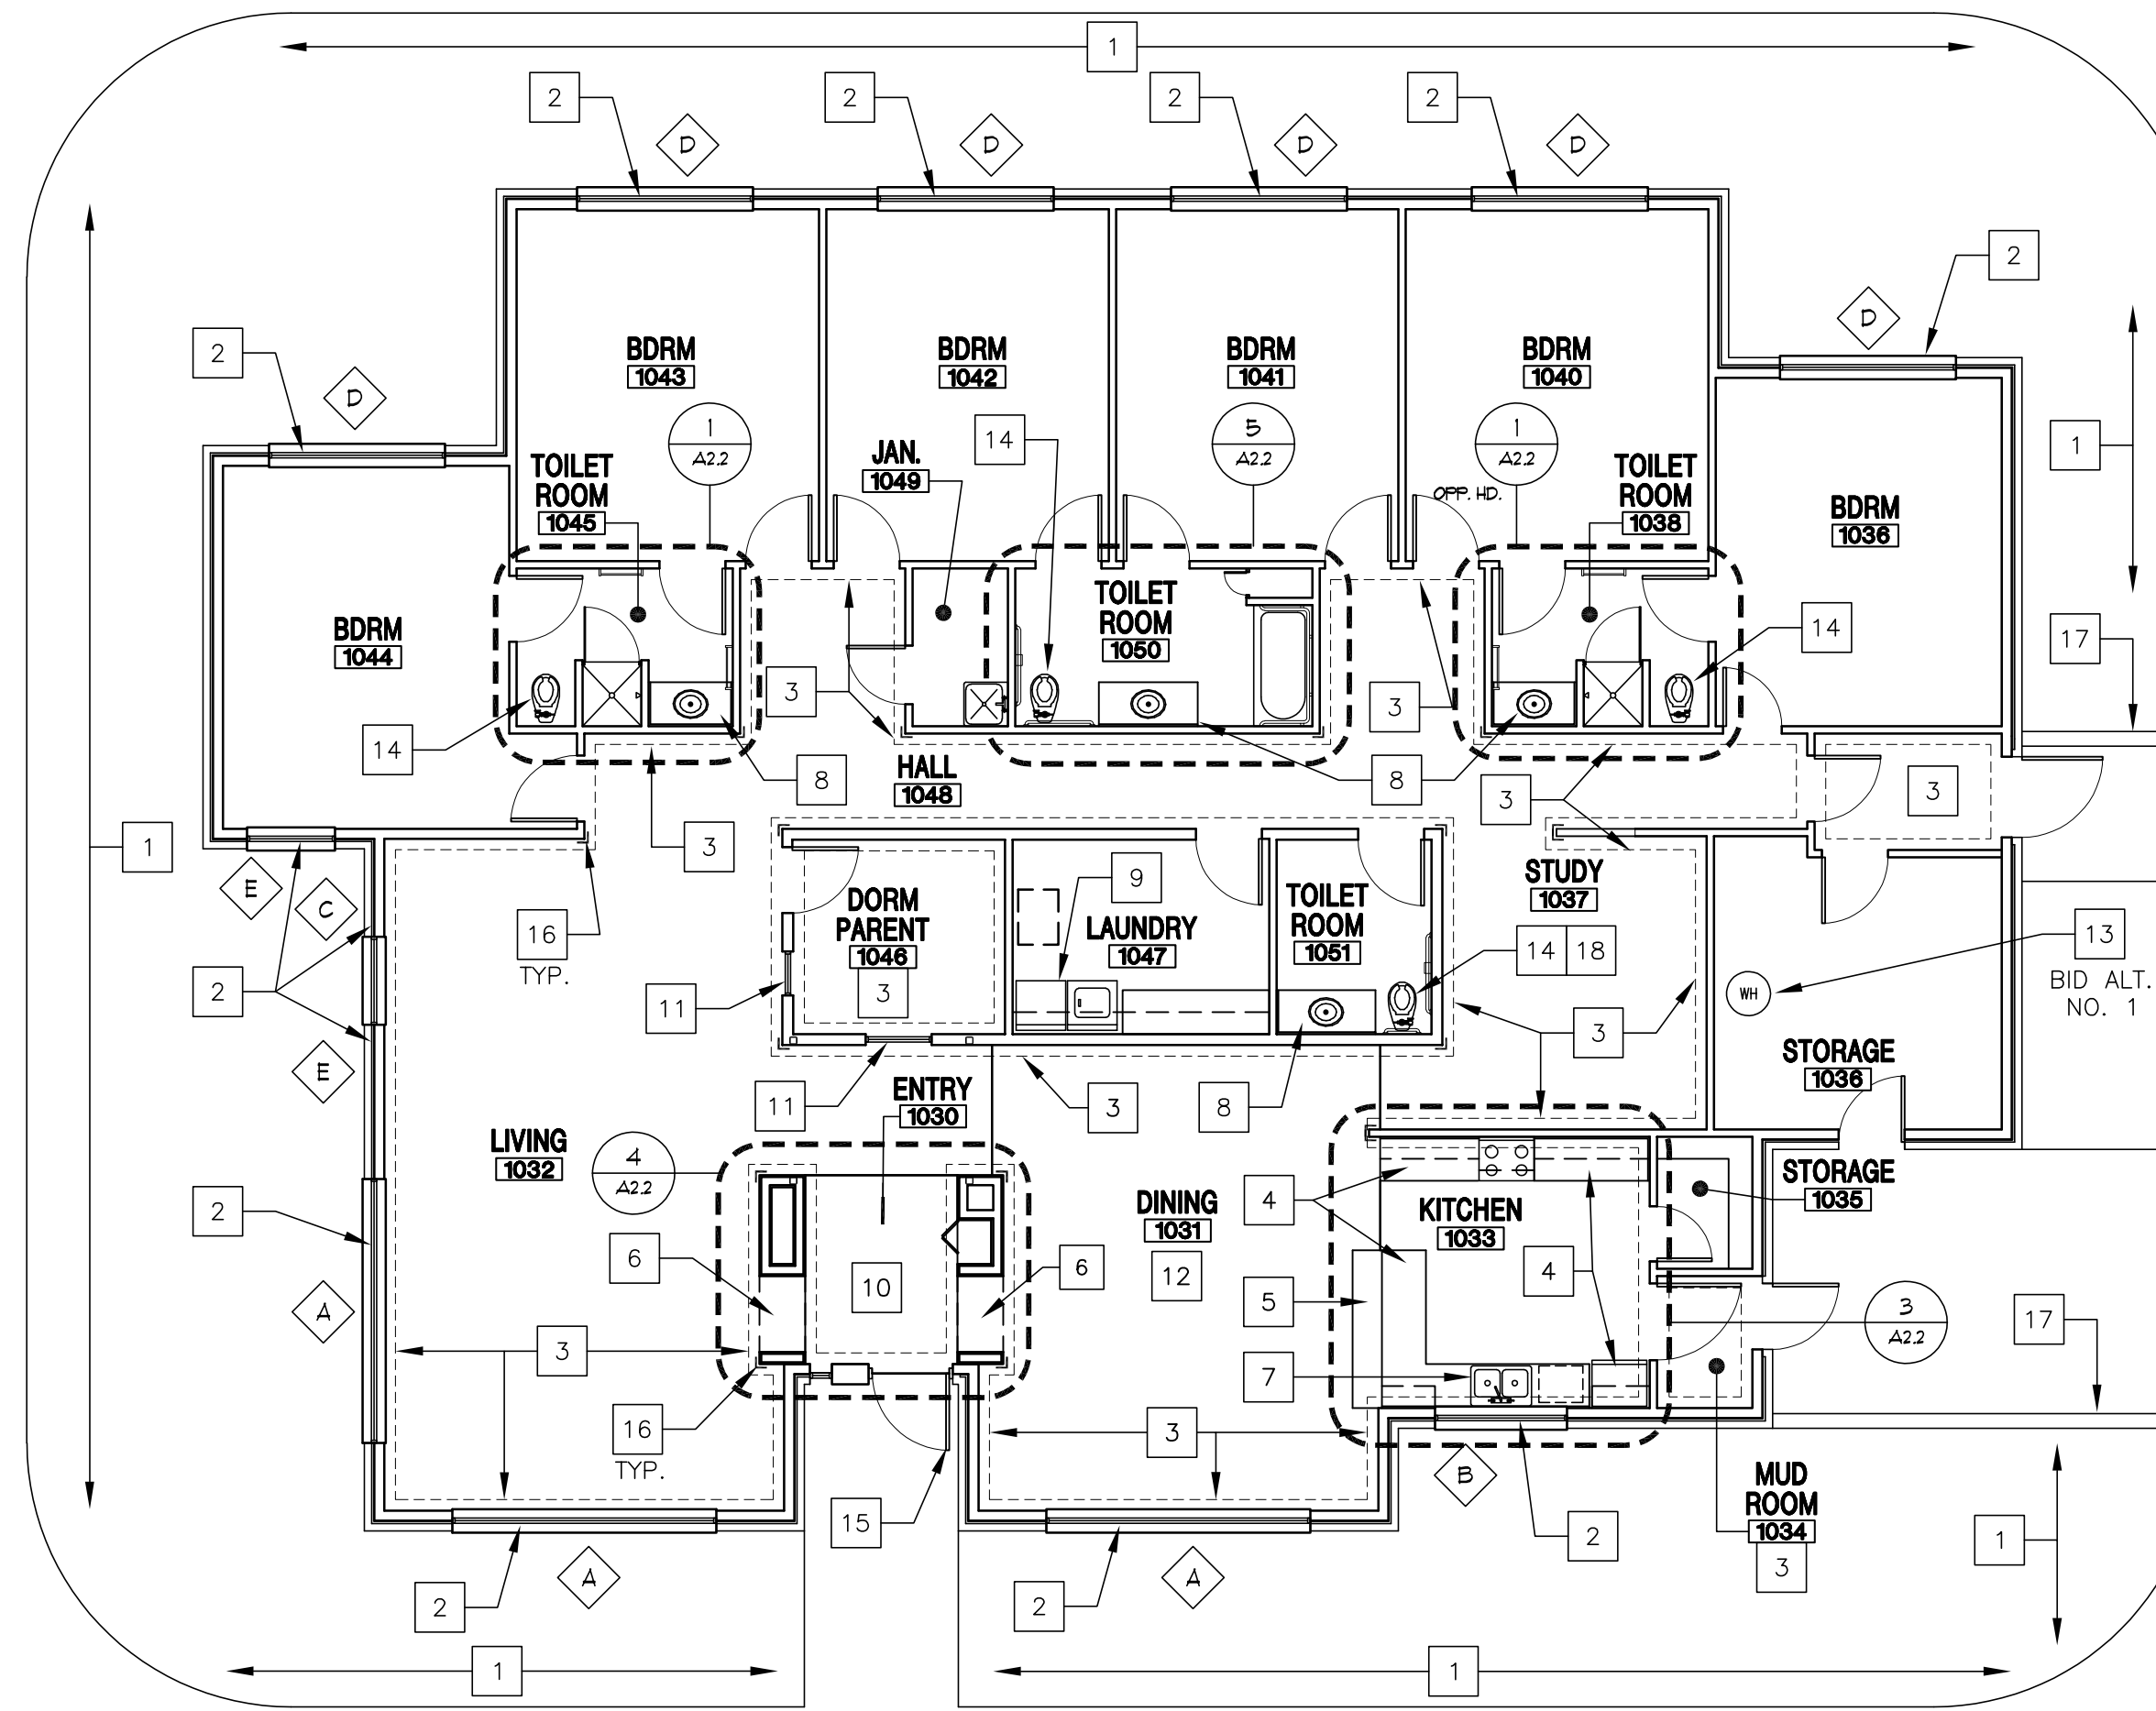 1
2
2
2
2
D
D
D
D
2
D
2
D
BDRM
1043
BDRM
1042
BDRM
1041
BDRM
1040
1
A2.2
5
A2.2
1
A2.2
14
JAN.
1049
TOILET
ROOM
1045
OPP. HD.
TOILET
ROOM
1038
BDRM
1036
1
17
BDRM
1044
TOILET
ROOM
1050
14
3
3
14
8
HALL
1048
8
3
3
1
3
E
C
16
TYP.
2
E
DORM
PARENT
1046
3
11
9
LAUNDRY
1047
TOILET
ROOM
1051
14
18
STUDY
1037
13
BID ALT.
NO. 1
WH
3
11
ENTRY
1030
3
8
STORAGE
1036
LIVING
1032
4
A2.2
2
DINING
1031
12
4
KITCHEN
1033
STORAGE
1035
6
10
6
4
5
A
3
A2.2
17
3
7
16
TYP.
3
B
MUD
ROOM
1034
3
15
2
1
A
A
2
2
1
1